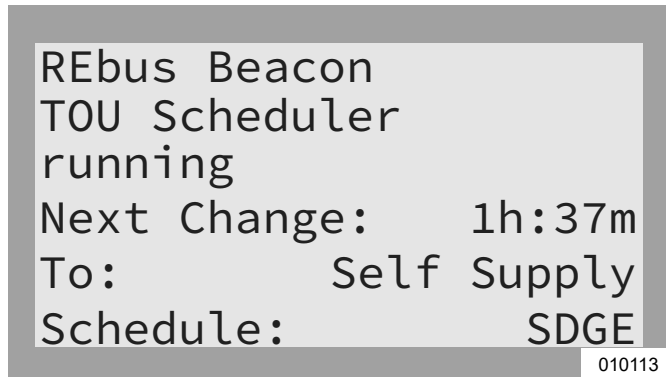 REbus Beacon
TOU Scheduler
running
Next Change: 1h:37m
To: Self Supply
Schedule: SDGE
010113